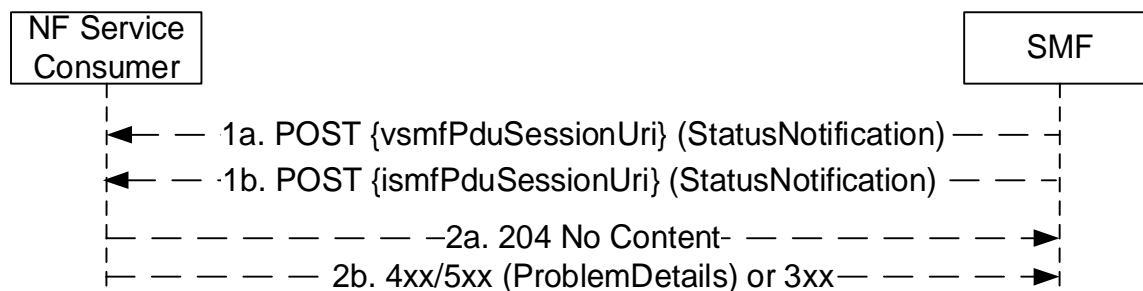 NF Service
Consumer
SMF
1a. POST {vsmfPduSessionUri} (StatusNotification)
1b. POST {ismfPduSessionUri} (StatusNotification)
2a. 204 No Content
2b. 4xx/5xx (ProblemDetails) or 3xx